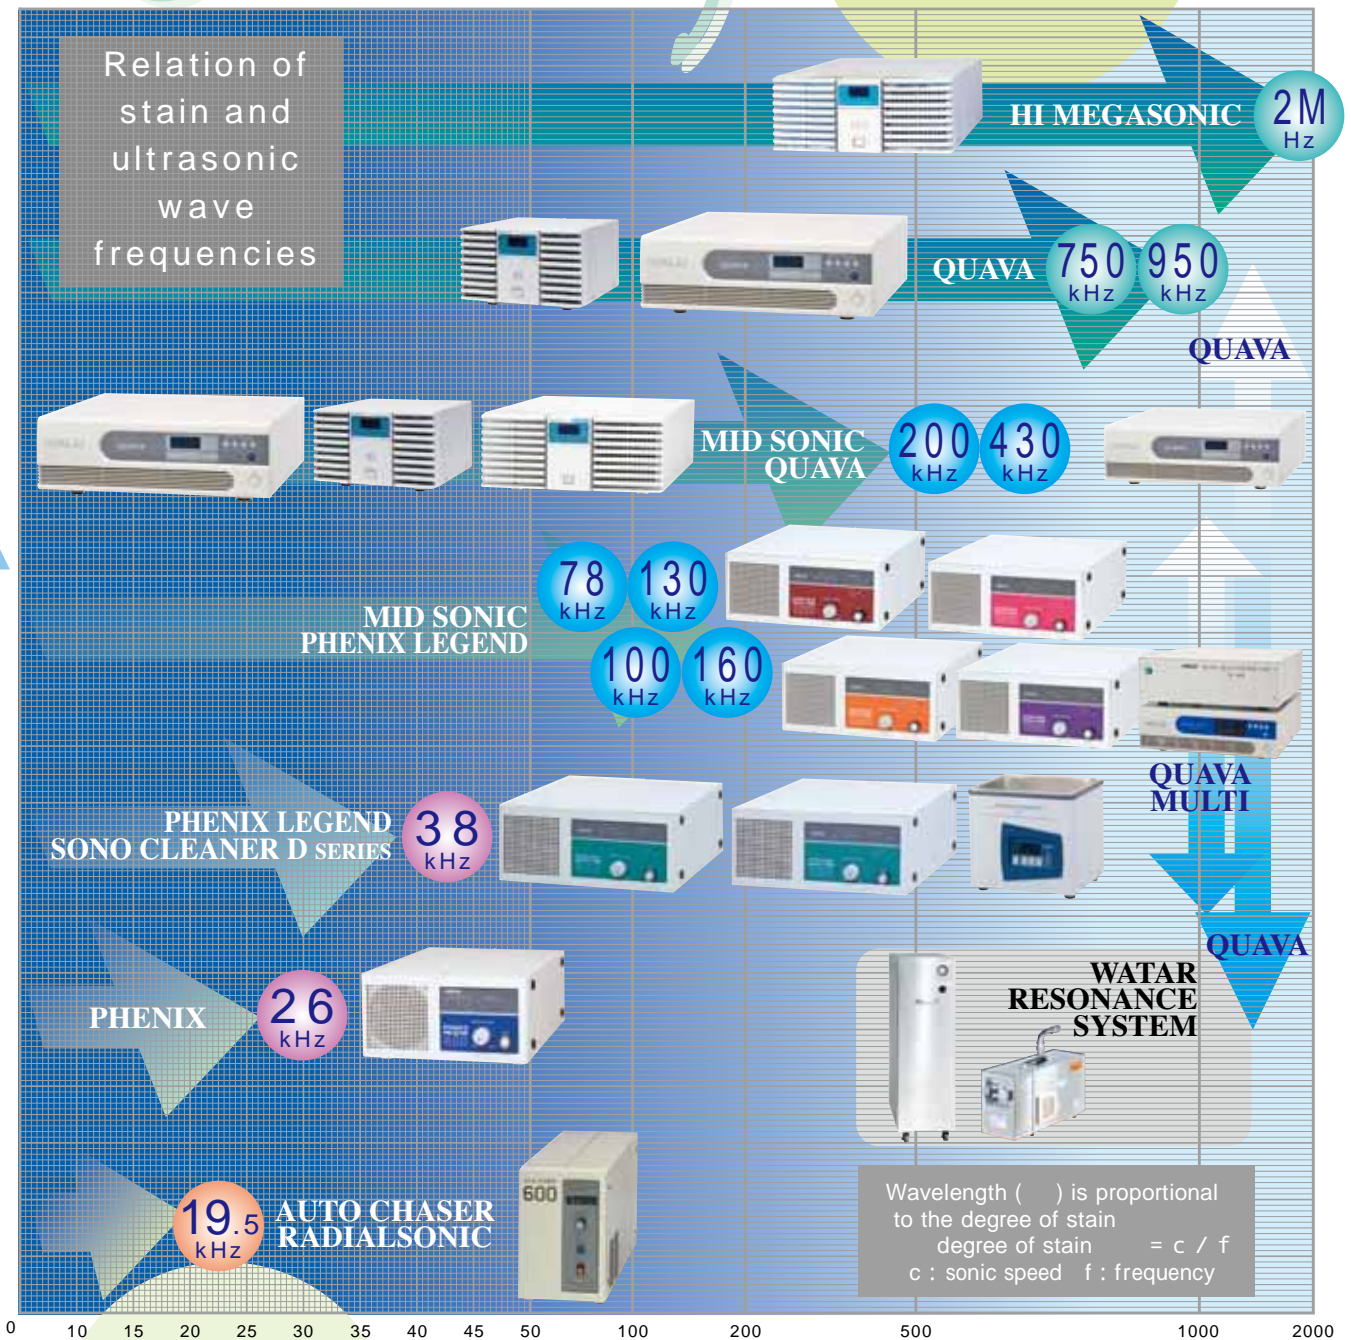 Relation of
stain and
ultrasonic
wave
frequencies
HI MEGASONIC
2M
Hz
QUAVA
750
kHz
950
kHz
QUAVA
MID SONIC
QUAVA
200
kHz
430
kHz
78
kHz
130
kHz
MID SONIC
PHENIX LEGEND
100
kHz
160
kHz
QUAVA
MULTI
PHENIX LEGEND
SONO CLEANER D SERIES
38
kHz
QUAVA
PHENIX
26
kHz
WATAR
RESONANCE
SYSTEM
600
19.5
kHz
AUTO CHASER
RADIALSONIC
Wavelength ( ) is proportional
to the degree of stain
degree of stain = c / f
c : sonic speed f : frequency
0 10 15 20 25 30 35 40 45 50 100 200 500 1000 2000